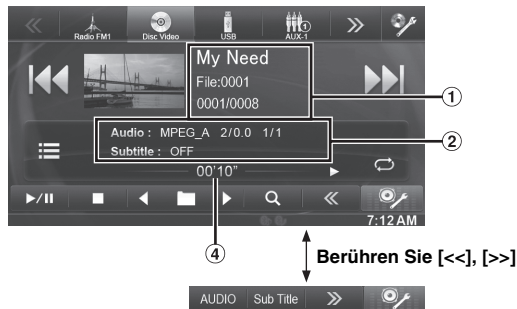 Radio FM1 Disc Video USB AUX-1
My Need
File:0001
0001/0008
1
Audio : MPEG_A 2/0.0 1/1
2
Subtitle : OFF
00'10"
7:12 AM
4
Berühren Sie [<<], [>>]
AUDIO Sub Title